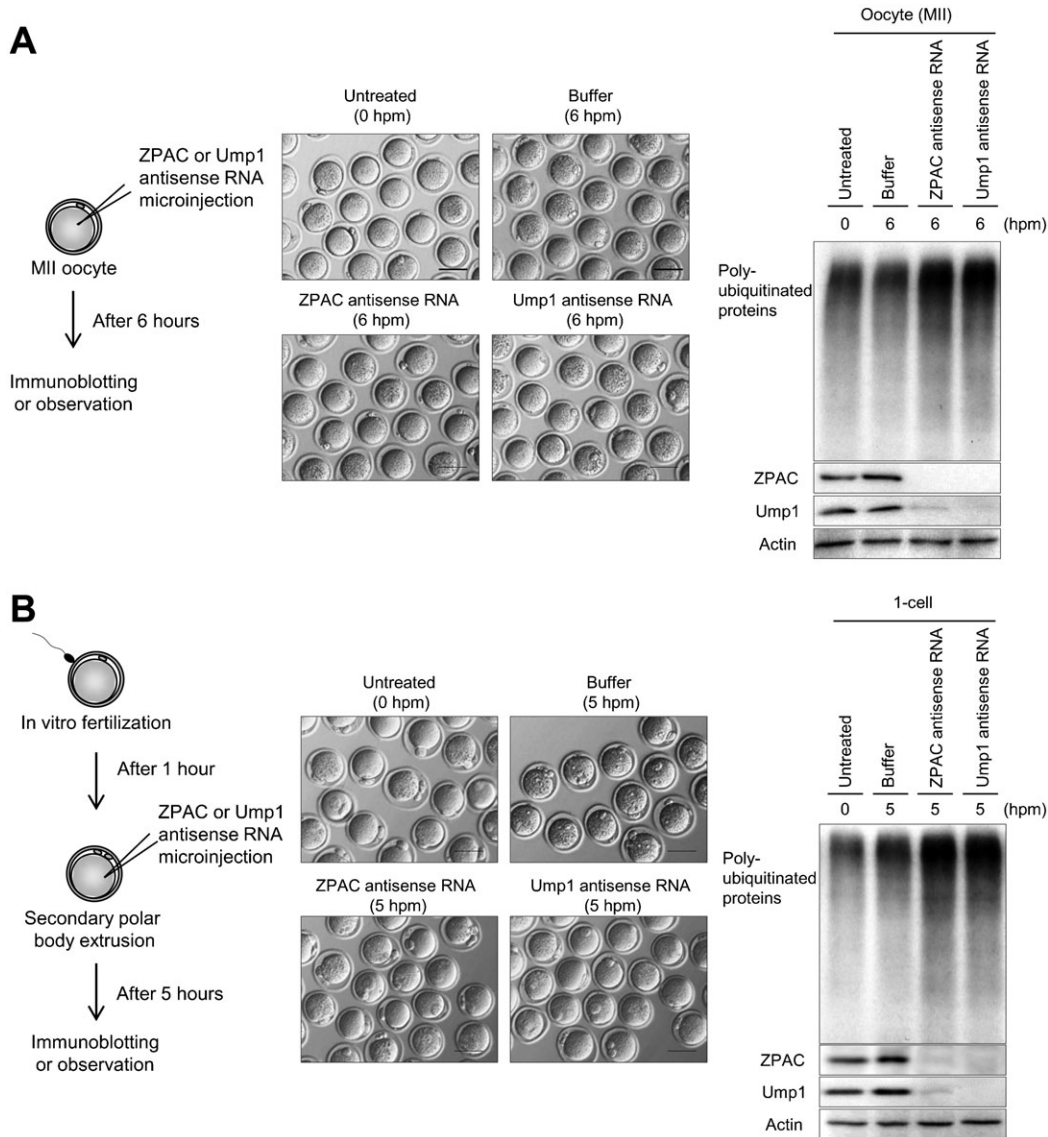 A
ZPAC or Ump1
antisense RNA
microinjection
MII oocyte
After 6 hours
Immunoblotting
or observation
Untreated
(0 hpm)
Buffer
(6 hpm)
ZPAC antisense RNA
(6 hpm)
Ump1 antisense RNA
(6 hpm)
Oocyte (MII)
Untreated
Buffer
ZPAC antisense RNA
Ump1 antisense RNA
0 6 6 6 (hpm)
Poly-
ubiquitinated
proteins
ZPAC
Ump1
Actin
B
In vitro fertilization
After 1 hour
ZPAC or Ump1
antisense RNA
microinjection
Secondary polar
body extrusion
After 5 hours
Immunoblotting
or observation
Untreated
(0 hpm)
Buffer
(5 hpm)
ZPAC antisense RNA
(5 hpm)
Ump1 antisense RNA
(5 hpm)
1-cell
Untreated
Buffer
ZPAC antisense RNA
Ump1 antisense RNA
0 5 5 5 (hpm)
Poly-
ubiquitinated
proteins
ZPAC
Ump1
Actin